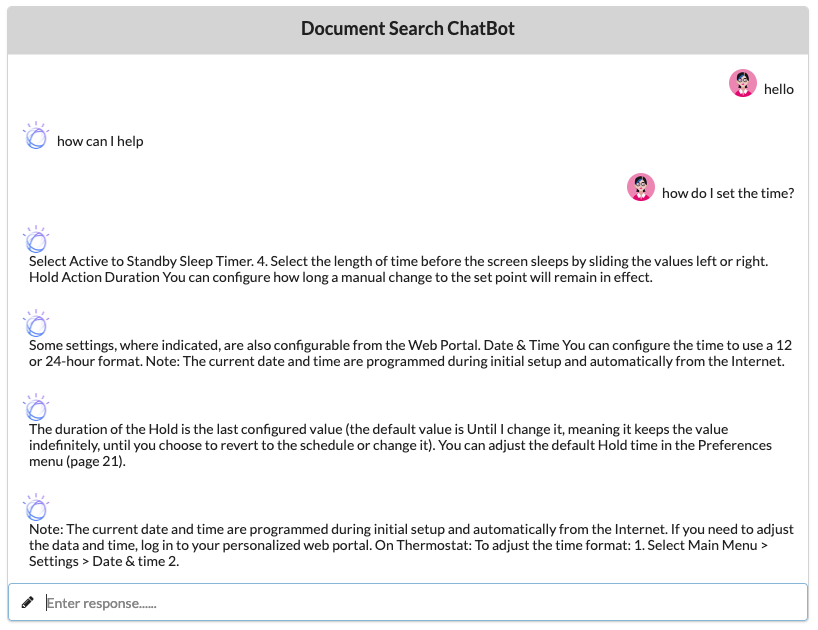 Document Search ChatBot
hello
how can I help
how do I set the time?
Select Active to Standby Sleep Timer. 4. Select the length of time before the screen sleeps by sliding the values left or right.
Hold Action Duration You can configure how long a manual change to the set point will remain in effect.
Some settings, where indicated, are also configurable from the Web Portal. Date & Time You can configure the time to use a 12
or 24-hour format. Note: The current date and time are programmed during initial setup and automatically from the Internet.
The duration of the Hold is the last configured value (the default value is Until I change it, meaning it keeps the value
indefinitely, until you choose to revert to the schedule or change it). You can adjust the default Hold time in the Preferences
menu (page 21).
Note: The current date and time are programmed during initial setup and automatically from the Internet. If you need to adjust
the data and time, log in to your personalized web portal. On Thermostat: To adjust the time format: 1. Select Main Menu >
Settings > Date & time 2.
Enter response......